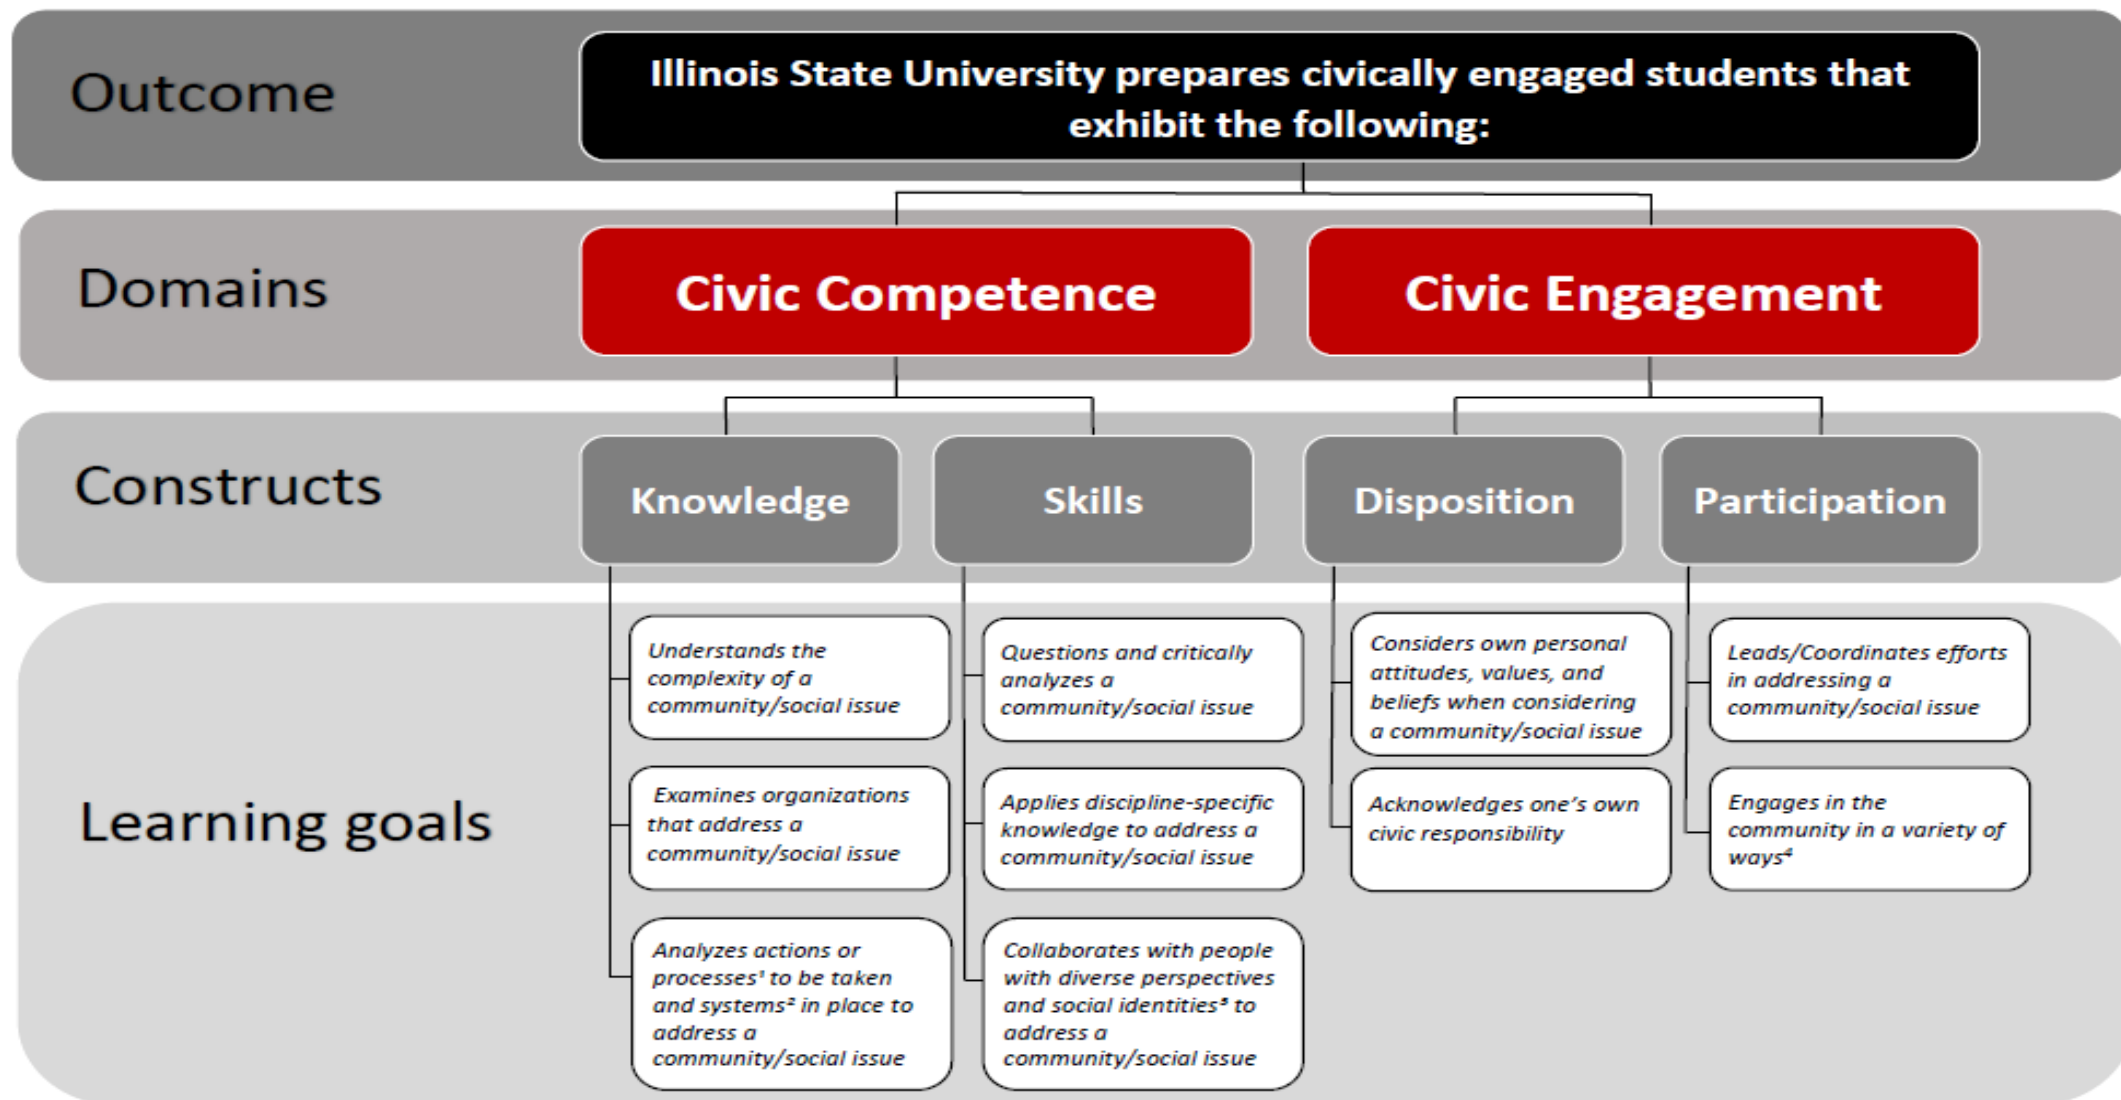 Outcome
Illinois State University prepares civically engaged students that
exhibit the following:
Domains
Civic Competence
Civic Engagement
Constructs
Knowledge
Skills
Disposition
Participation
Learning goals
Understands the
complexity of a
community/social issue
Examines organizations
that address a
community/social issue
Analyzes actions or
processes¹ to be taken
and systems² in place to
address a
community/social issue
Questions and critically
analyzes a
community/social issue
Applies discipline-specific
knowledge to address a
community/social issue
Collaborates with people
with diverse perspectives
and social identities³ to
address a
community/social issue
Considers own personal
attitudes, values, and
beliefs when considering
a community/social issue
Acknowledges one’s own
civic responsibility
Leads/Coordinates efforts
in addressing a
community/social issue
Engages in the
community in a variety of
ways⁴